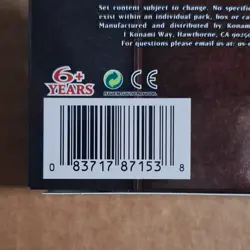 Set content subject to change. No specific
exist within an individual pack, box or ca
Manufactured and distributed by Konami
1 Konami Way, Hawthorne, CA 9025
For questions please email us: us-
6+
YEARS
CE
0 83717 87153 8